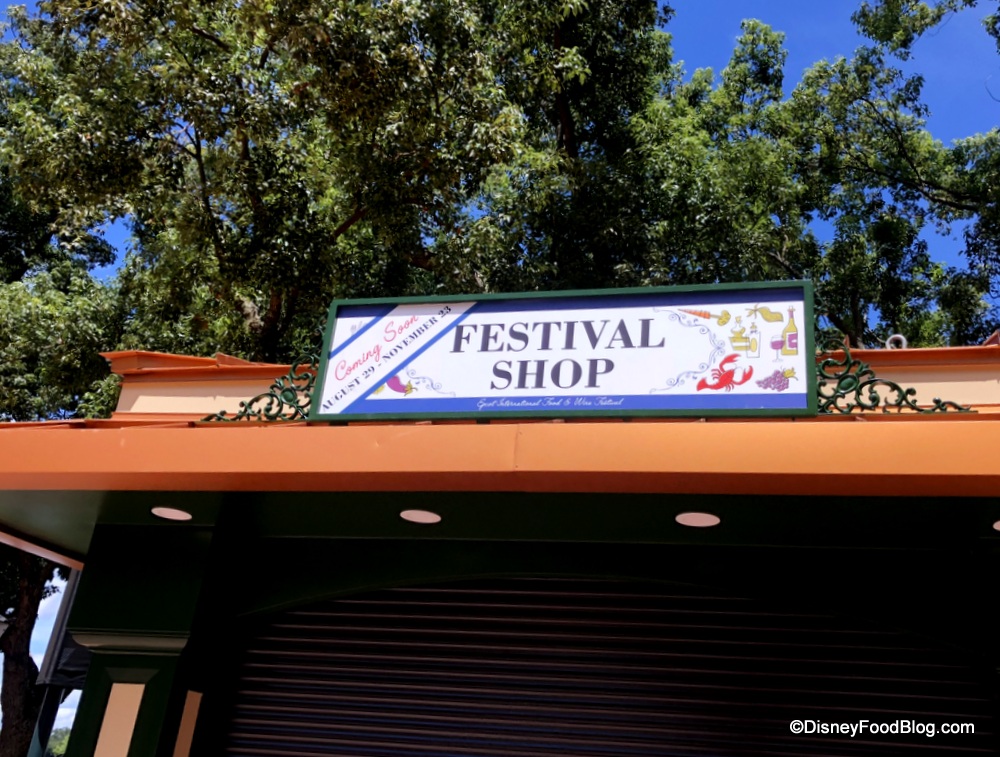 Coming Soon
AUGUST 29 - NOVEMBER 23
FESTIVAL
SHOP
Epcot International Food & Wine Festival
©DisneyFoodBlog.com